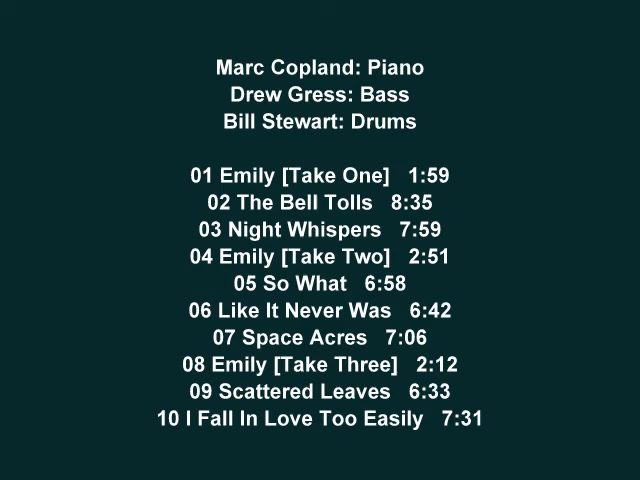 Marc Copland: Piano
Drew Gress: Bass
Bill Stewart: Drums
01 Emily [Take One] 1:59
02 The Bell Tolls 8:35
03 Night Whispers 7:59
04 Emily [Take Two] 2:51
05 So What 6:58
06 Like It Never Was 6:42
07 Space Acres 7:06
08 Emily [Take Three] 2:12
09 Scattered Leaves 6:33
10 I Fall In Love Too Easily 7:31